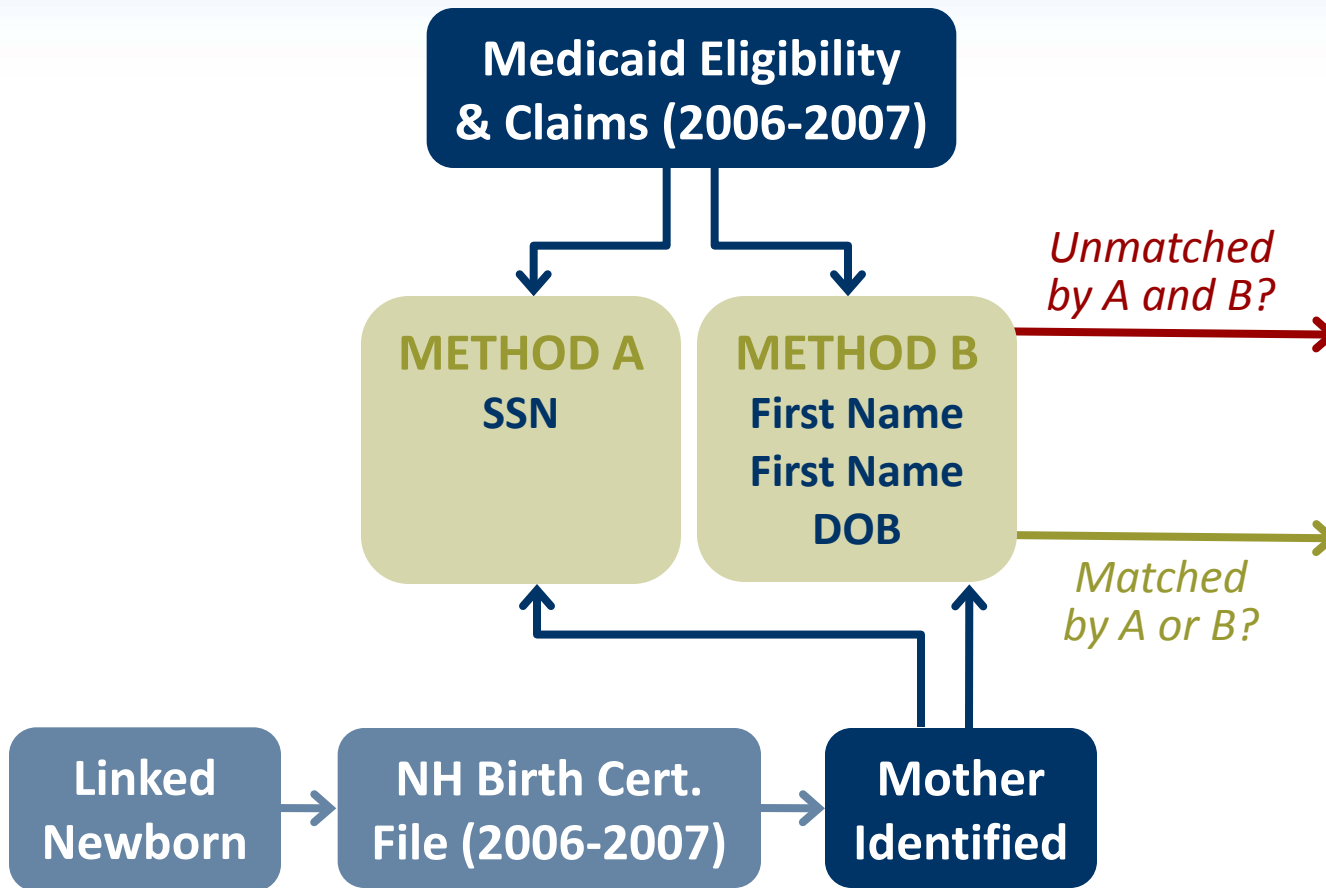 Medicaid Eligibility
& Claims (2006-2007)
Unmatched
by A and B?
METHOD A
SSN
METHOD B
First Name
First Name
DOB
Matched
by A or B?
Linked
Newborn
NH Birth Cert.
File (2006-2007)
Mother
Identified